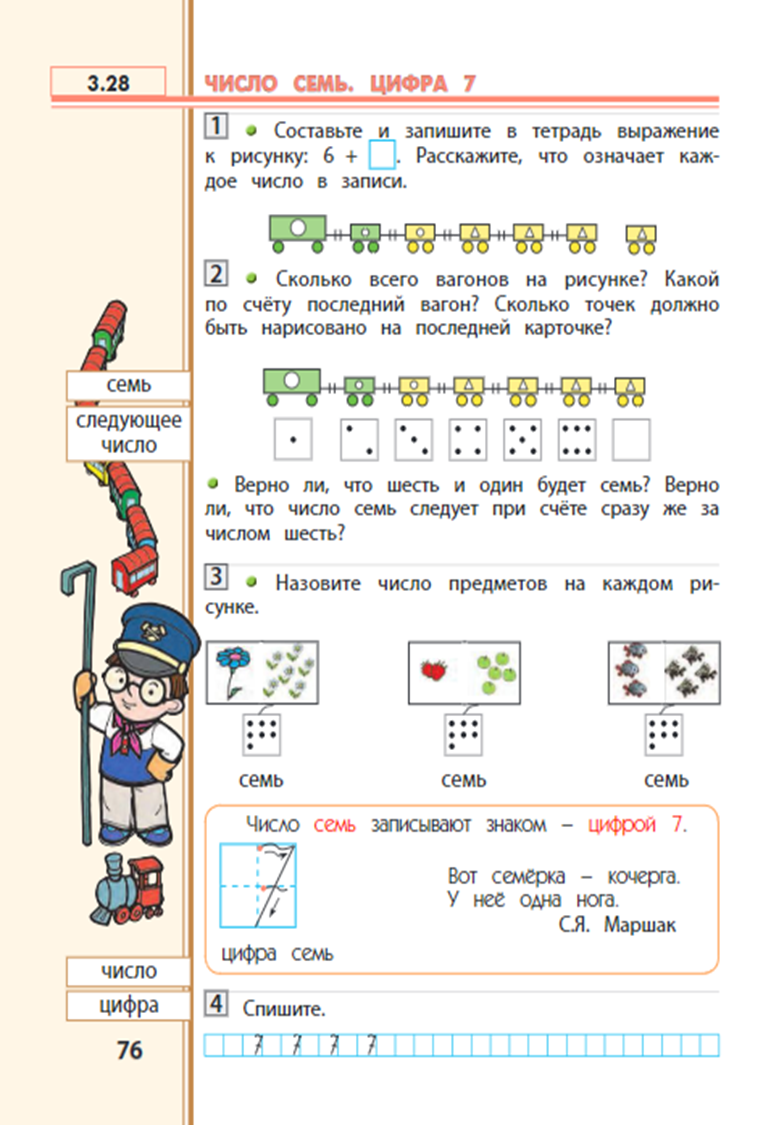 3.28
ЧИСЛО СЕМЬ. ЦИФРА 7
1 Составьте и запишите в тетрадь выражение
к рисунку: 6 + . Расскажите, что означает каж-
дое число в записи.
2 Сколько всего вагонов на рисунке? Какой
по счёту последний вагон? Сколько точек должно
быть нарисовано на последней карточке?
семь
следующее
число
Верно ли, что шесть и один будет семь? Верно
ли, что число семь следует при счёте сразу же за
числом шесть?
3 Назовите число предметов на каждом ри-
сунке.
семь семь семь
Число семь записывают знаком – цифрой 7.
Вот семёрка – кочерга.
У неё одна нога.
С.Я. Маршак
цифра семь
число
цифра
4 Спишите.
7 7 7 7
76